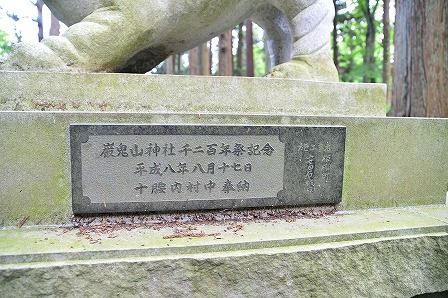 巌鬼山神社千二百年祭記念
平成八年八月十七日
十腰内村中奉納